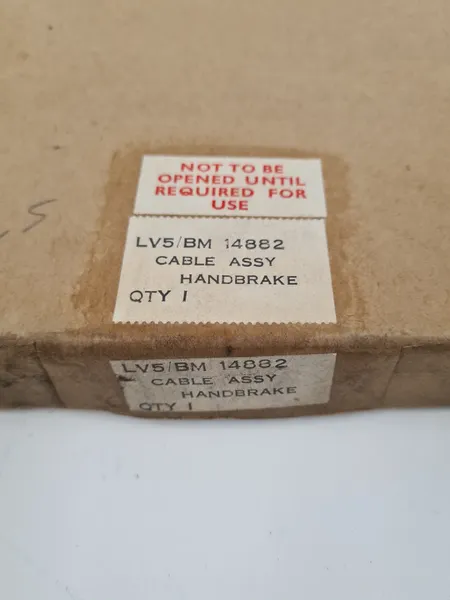 NOT TO BE
OPENED UNTIL
REQUIRED FOR
USE
LV5/BM 14882
CABLE ASSY
HANDBRAKE
QTY 1
LV5/BM 14882
CABLE ASSY
HANDBRAKE
QTY 1